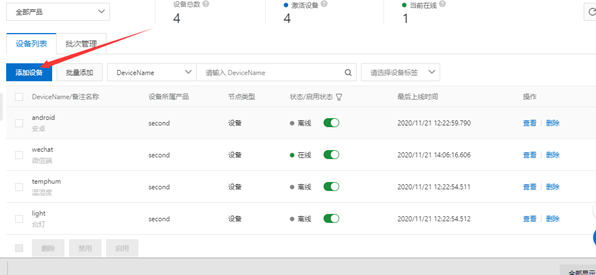 全部产品
设备总数 ?
4
激活设备 ?
4
当前在线 ?
1
设备列表 批次管理
添加设备 批量添加 DeviceName 请输入 DeviceName 请选择设备标签
DeviceName/备注名称 设备所属产品 节点类型 状态/启用状态 最后上线时间 操作
android second 设备 离线 2020/11/21 12:22:59.790 查看 删除
安卓
wechat second 设备 在线 2020/11/21 14:06:16.606 查看 删除
微信端
temphum second 设备 离线 2020/11/21 12:22:54.511 查看 删除
温湿度
light second 设备 离线 2020/11/21 12:22:54.512 查看 删除
台灯
删除 禁用 启用
全部显示